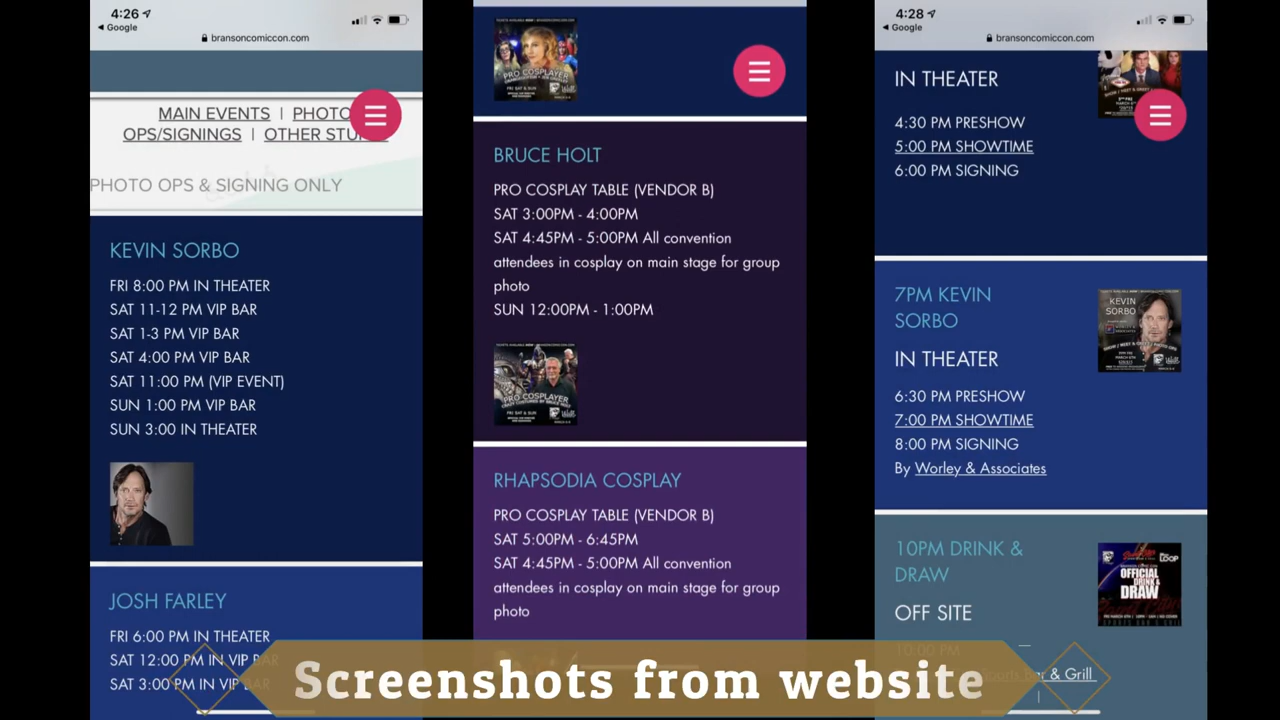 4:26
Google
bransoncomiccon.com
MAIN EVENTS | PHOTO
OPS/SIGNINGS | OTHER STU
PHOTO OPS & SIGNING ONLY
KEVIN SORBO
FRI 8:00 PM IN THEATER
SAT 11-12 PM VIP BAR
SAT 1-3 PM VIP BAR
SAT 4:00 PM VIP BAR
SAT 11:00 PM (VIP EVENT)
SUN 1:00 PM VIP BAR
SUN 3:00 IN THEATER
JOSH FARLEY
FRI 6:00 PM IN THEATER
SAT 12:00 PM IN VIP BAR
SAT 3:00 PM IN VIP BAR
PRO COSPLAYER
BRUCE HOLT
PRO COSPLAY TABLE (VENDOR B)
SAT 3:00PM - 4:00PM
SAT 4:45PM - 5:00PM All convention
attendees in cosplay on main stage for group
photo
SUN 12:00PM - 1:00PM
PRO COSPLAYER
RHAPSODIA COSPLAY
PRO COSPLAY TABLE (VENDOR B)
SAT 5:00PM - 6:45PM
SAT 4:45PM - 5:00PM All convention
attendees in cosplay on main stage for group
photo
4:28
Google
bransoncomiccon.com
IN THEATER
4:30 PM PRESHOW
5:00 PM SHOWTIME
6:00 PM SIGNING
7PM KEVIN
SORBO
IN THEATER
6:30 PM PRESHOW
7:00 PM SHOWTIME
8:00 PM SIGNING
By Worley & Associates
KEVIN
SORBO
10PM DRINK &
DRAW
OFF SITE
10:00 PM
Bar & Grill
OFFICIAL
DRINK &
DRAW
Screenshots from website